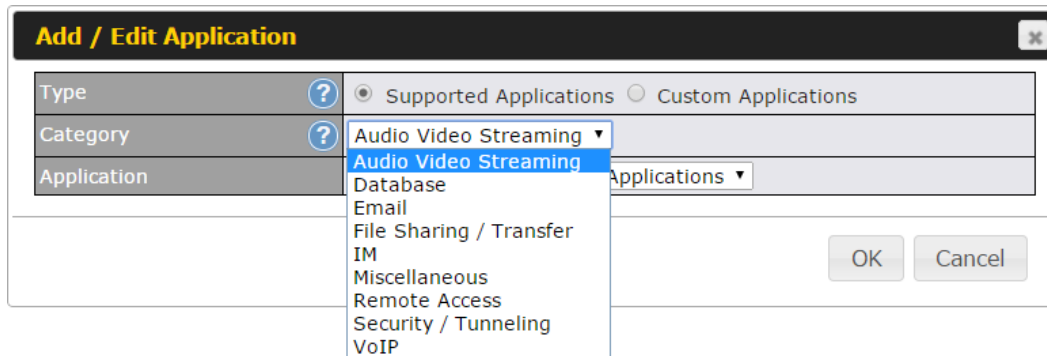 Add / Edit Application
Type ? Supported Applications Custom Applications
Category ? Audio Video Streaming
Audio Video Streaming
Application Applications
Database
Email
File Sharing / Transfer
IM
Miscellaneous
Remote Access
Security / Tunneling
VoIP
OK Cancel